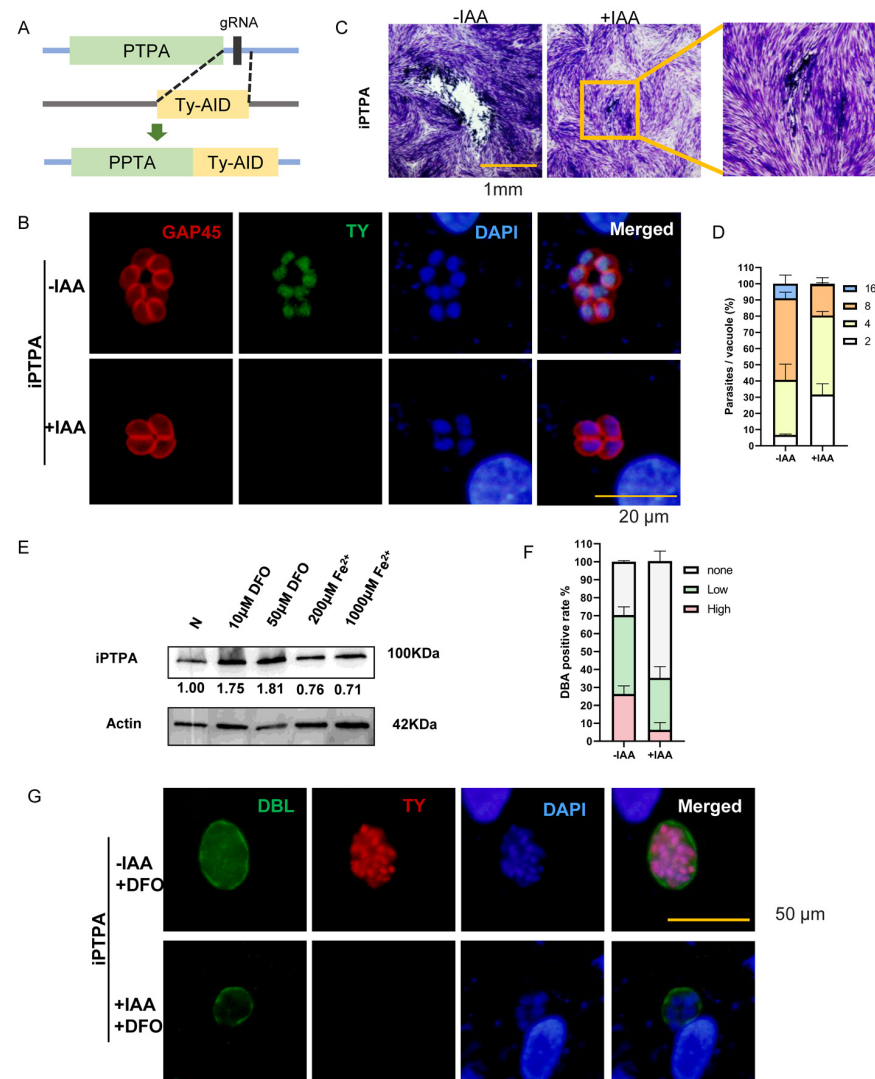 A
gRNA
PTPA
Ty-AID
PPTA
Ty-AID
C
-IAA
+IAA
iPTPA
1mm
B
GAP45
TY
DAPI
Merged
iPTPA
-IAA
+IAA
20 µm
D
Parasites / vacuole (%)
110
100
90
80
70
60
50
40
30
20
10
0
-IAA
+IAA
16
8
4
2
E
N
10µM DFO
50µM DFO
200µM Fe²⁺
1000µM Fe²⁺
iPTPA
100KDa
1.00 1.75 1.81 0.76 0.71
Actin
42KDa
F
DBA positive rate %
110
100
90
80
70
60
50
40
30
20
10
0
-IAA
+IAA
none
Low
High
G
DBL
TY
DAPI
Merged
iPTPA
-IAA
+DFO
+IAA
+DFO
50 µm